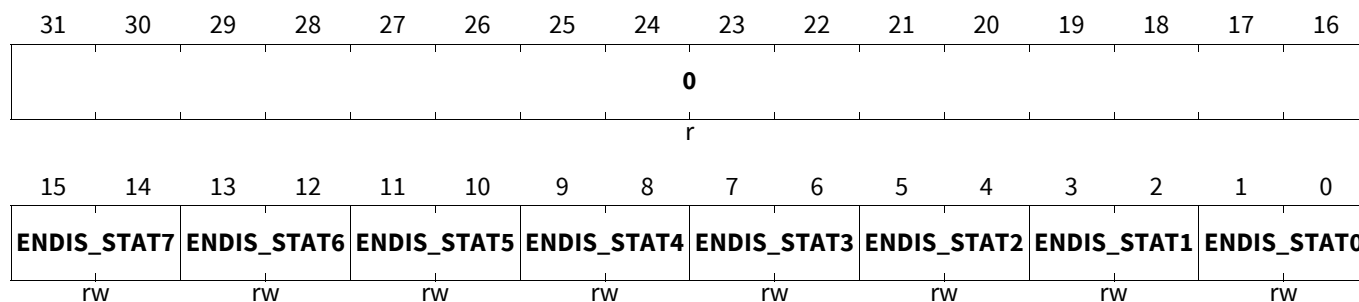 31 30 29 28 27 26 25 24 23 22 21 20 19 18 17 16
0
r
15 14 13 12 11 10 9 8 7 6 5 4 3 2 1 0
ENDIS_STAT7 ENDIS_STAT6 ENDIS_STAT5 ENDIS_STAT4 ENDIS_STAT3 ENDIS_STAT2 ENDIS_STAT1 ENDIS_STAT0
rw rw rw rw rw rw rw rw